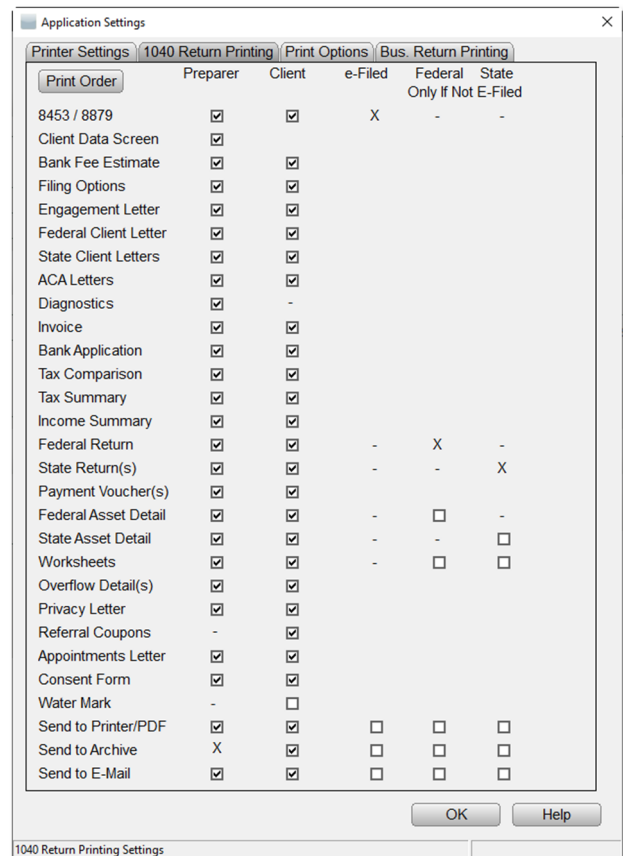 Application Settings
Printer Settings 1040 Return Printing Print Options Bus. Return Printing
Print Order Preparer Client e-Filed Federal State
Only If Not E-Filed
8453 / 8879 X - -
Client Data Screen
Bank Fee Estimate
Filing Options
Engagement Letter
Federal Client Letter
State Client Letters
ACA Letters
Diagnostics -
Invoice
Bank Application
Tax Comparison
Tax Summary
Income Summary
Federal Return - X -
State Return(s) - - X
Payment Voucher(s)
Federal Asset Detail - -
State Asset Detail - -
Worksheets -
Overflow Detail(s)
Privacy Letter
Referral Coupons -
Appointments Letter
Consent Form
Water Mark -
Send to Printer/PDF
Send to Archive X
Send to E-Mail
OK Help
1040 Return Printing Settings